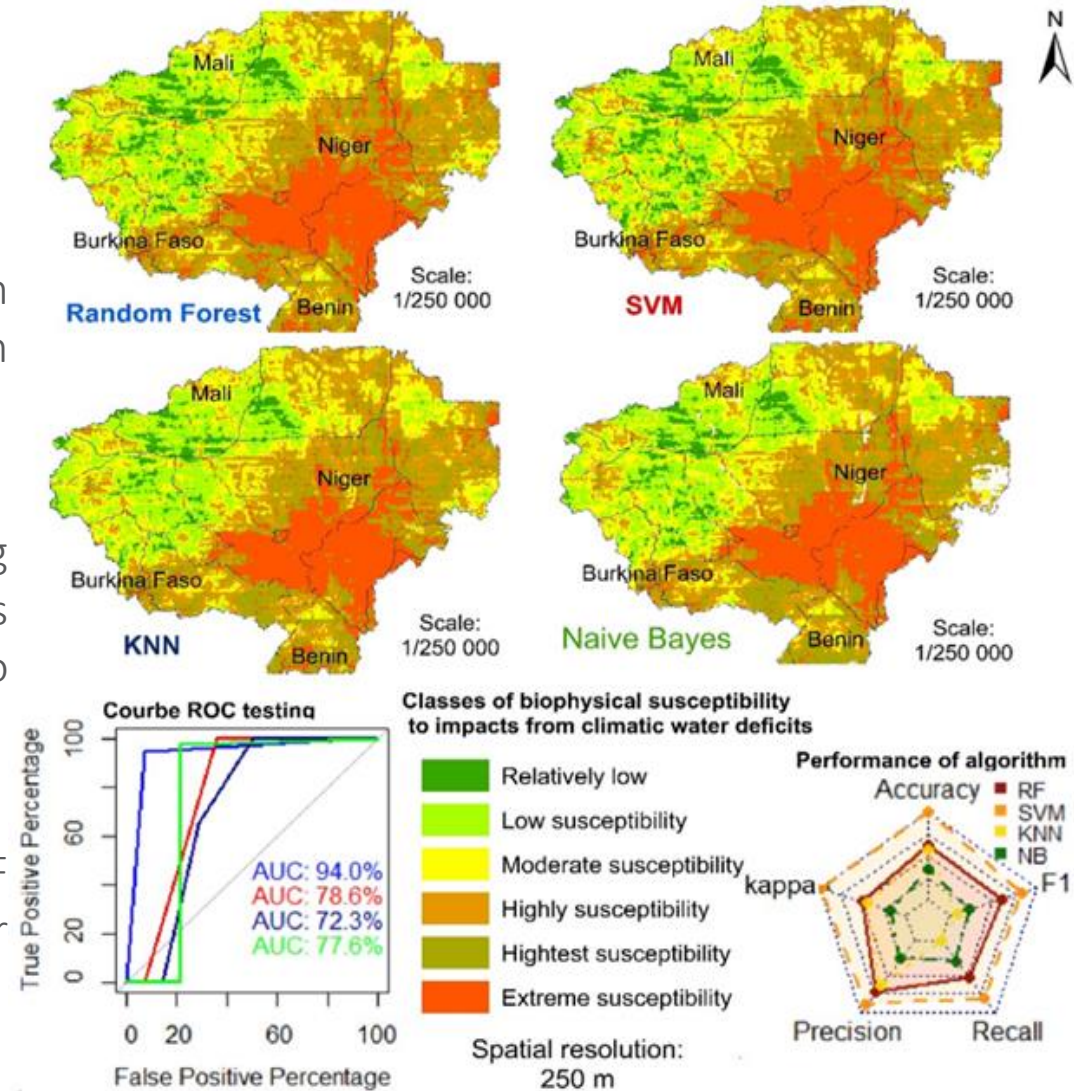 N
Mali
Niger
Burkina Faso
Benin
Scale:
1/250 000
Random Forest
Mali
Niger
Burkina Faso
Benin
Scale:
1/250 000
SVM
Mali
Niger
Burkina Faso
Benin
Scale:
1/250 000
KNN
Mali
Niger
Burkina Faso
Benin
Scale:
1/250 000
Naive Bayes
Courbe ROC testing
True Positive Percentage
0 20 60 100
AUC: 94.0%
AUC: 78.6%
AUC: 72.3%
AUC: 77.6%
0 20 60 100
False Positive Percentage
Classes of biophysical susceptibility
to impacts from climatic water deficits
Relatively low
Low susceptibility
Moderate susceptibility
Highly susceptibility
Hightest susceptibility
Extreme susceptibility
Spatial resolution:
250 m
Performance of algorithm
Accuracy
F1
Recall
Precision
kappa
RF
SVM
KNN
NB